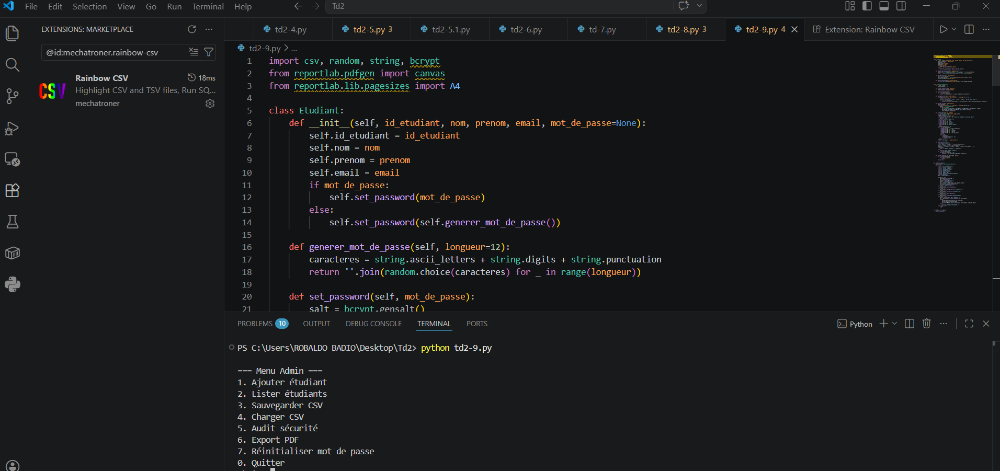 File Edit Selection View Go Run Terminal Help
Td2
EXTENSIONS: MARKETPLACE
@id:mechatroner.rainbow-csv
CSV
Rainbow CSV 18ms
Highlight CSV and TSV files, Run SQ...
mechatroner
td2-4.py td2-5.py 3 td2-5.1.py td2-6.py td-7.py td2-8.py 3 td2-9.py 4 Extension: Rainbow CSV
td2-9.py > ...
1 import csv, random, string, bcrypt
2 from reportlab.pdfgen import canvas
3 from reportlab.lib.pagesizes import A4
4
5 class Etudiant:
6     def __init__(self, id_etudiant, nom, prenom, email, mot_de_passe=None):
7         self.id_etudiant = id_etudiant
8         self.nom = nom
9         self.prenom = prenom
10         self.email = email
11         if mot_de_passe:
12             self.set_password(mot_de_passe)
13         else:
14             self.set_password(self.generer_mot_de_passe())
15
16     def generer_mot_de_passe(self, longueur=12):
17         caracteres = string.ascii_letters + string.digits + string.punctuation
18         return ''.join(random.choice(caracteres) for _ in range(longueur))
19
20     def set_password(self, mot_de_passe):
21         salt = bcrypt.gensalt()
PROBLEMS 10 OUTPUT DEBUG CONSOLE TERMINAL PORTS
Python
PS C:\Users\ROBALDO BADIO\Desktop\Td2> python td2-9.py
=== Menu Admin ===
1. Ajouter étudiant
2. Lister étudiants
3. Sauvegarder CSV
4. Charger CSV
5. Audit sécurité
6. Export PDF
7. Réinitialiser mot de passe
0. Quitter